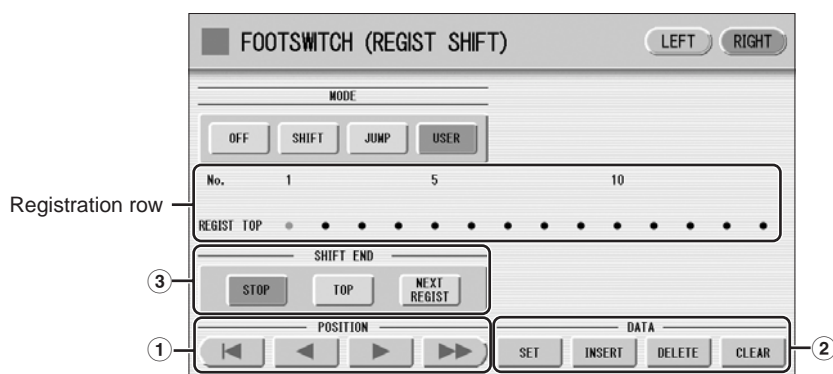 FOOTSWITCH (REGIST SHIFT) LEFT RIGHT
MODE
OFF SHIFT JUMP USER
No. 1 5 10
Registration row
REGIST TOP
SHIFT END
3 STOP TOP NEXT REGIST
POSITION DATA
1 SET INSERT DELETE CLEAR 2